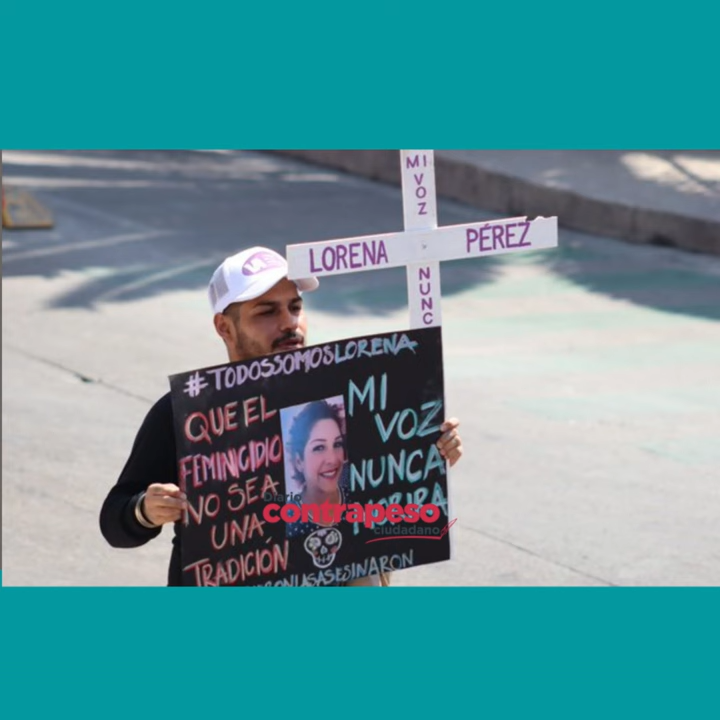 MI VOZ
LORENA PÉREZ
NUNC
#TODOSSOMOSLORENA
QUE EL
FEMINICIDIO
NO SEA
UNA
TRADICIÓN
MI
VOZ
NUNCA
MORIRA
Diario
contrapeso
ciudadano